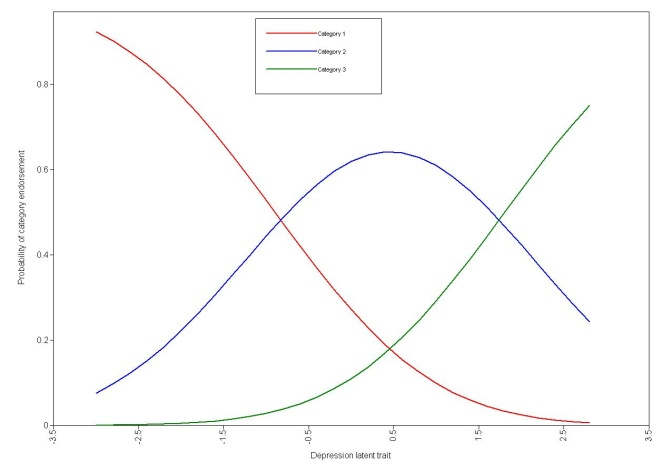 Category 1
Category 2
Category 3
Probability of category endorsement
0.8
0.6
0.4
0.2
0
-3.5
-2.5
-1.5
-0.5
0.5
1.5
2.5
3.5
Depression latent trait